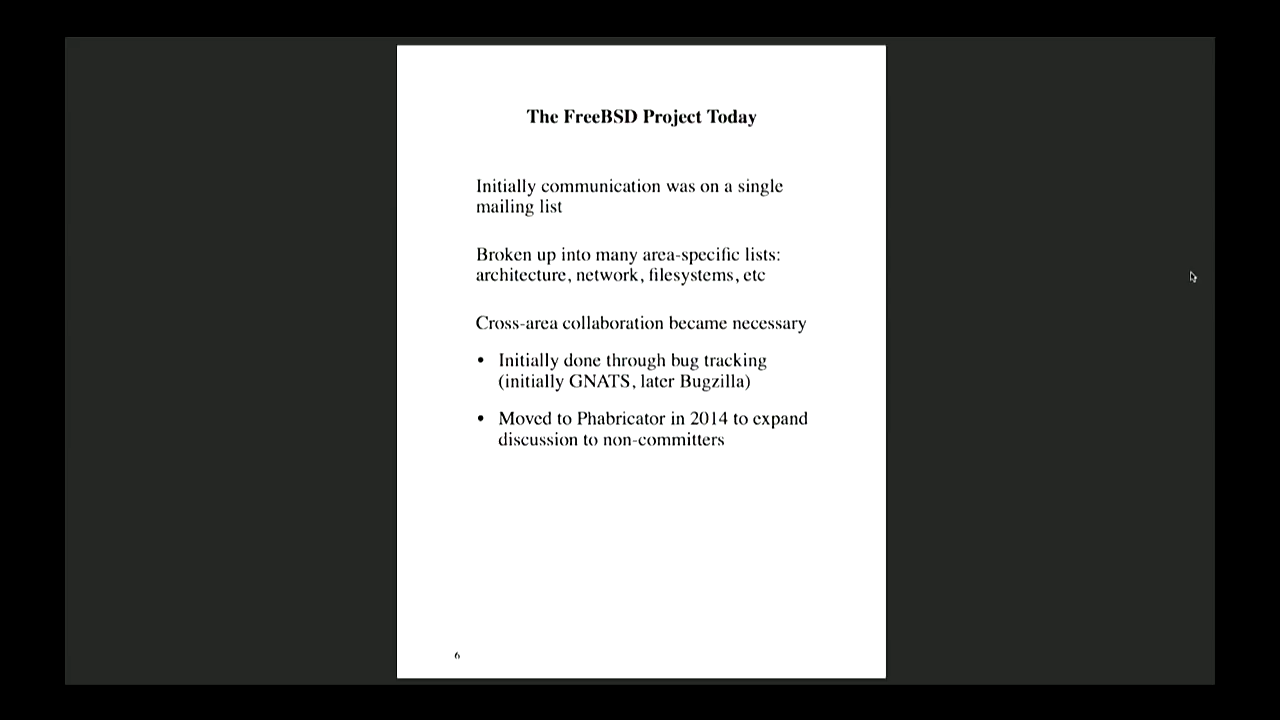 The FreeBSD Project Today
Initially communication was on a single
mailing list
Broken up into many area-specific lists:
architecture, network, filesystems, etc
Cross-area collaboration became necessary
• Initially done through bug tracking
(initially GNATS, later Bugzilla)
• Moved to Phabricator in 2014 to expand
discussion to non-committers
6